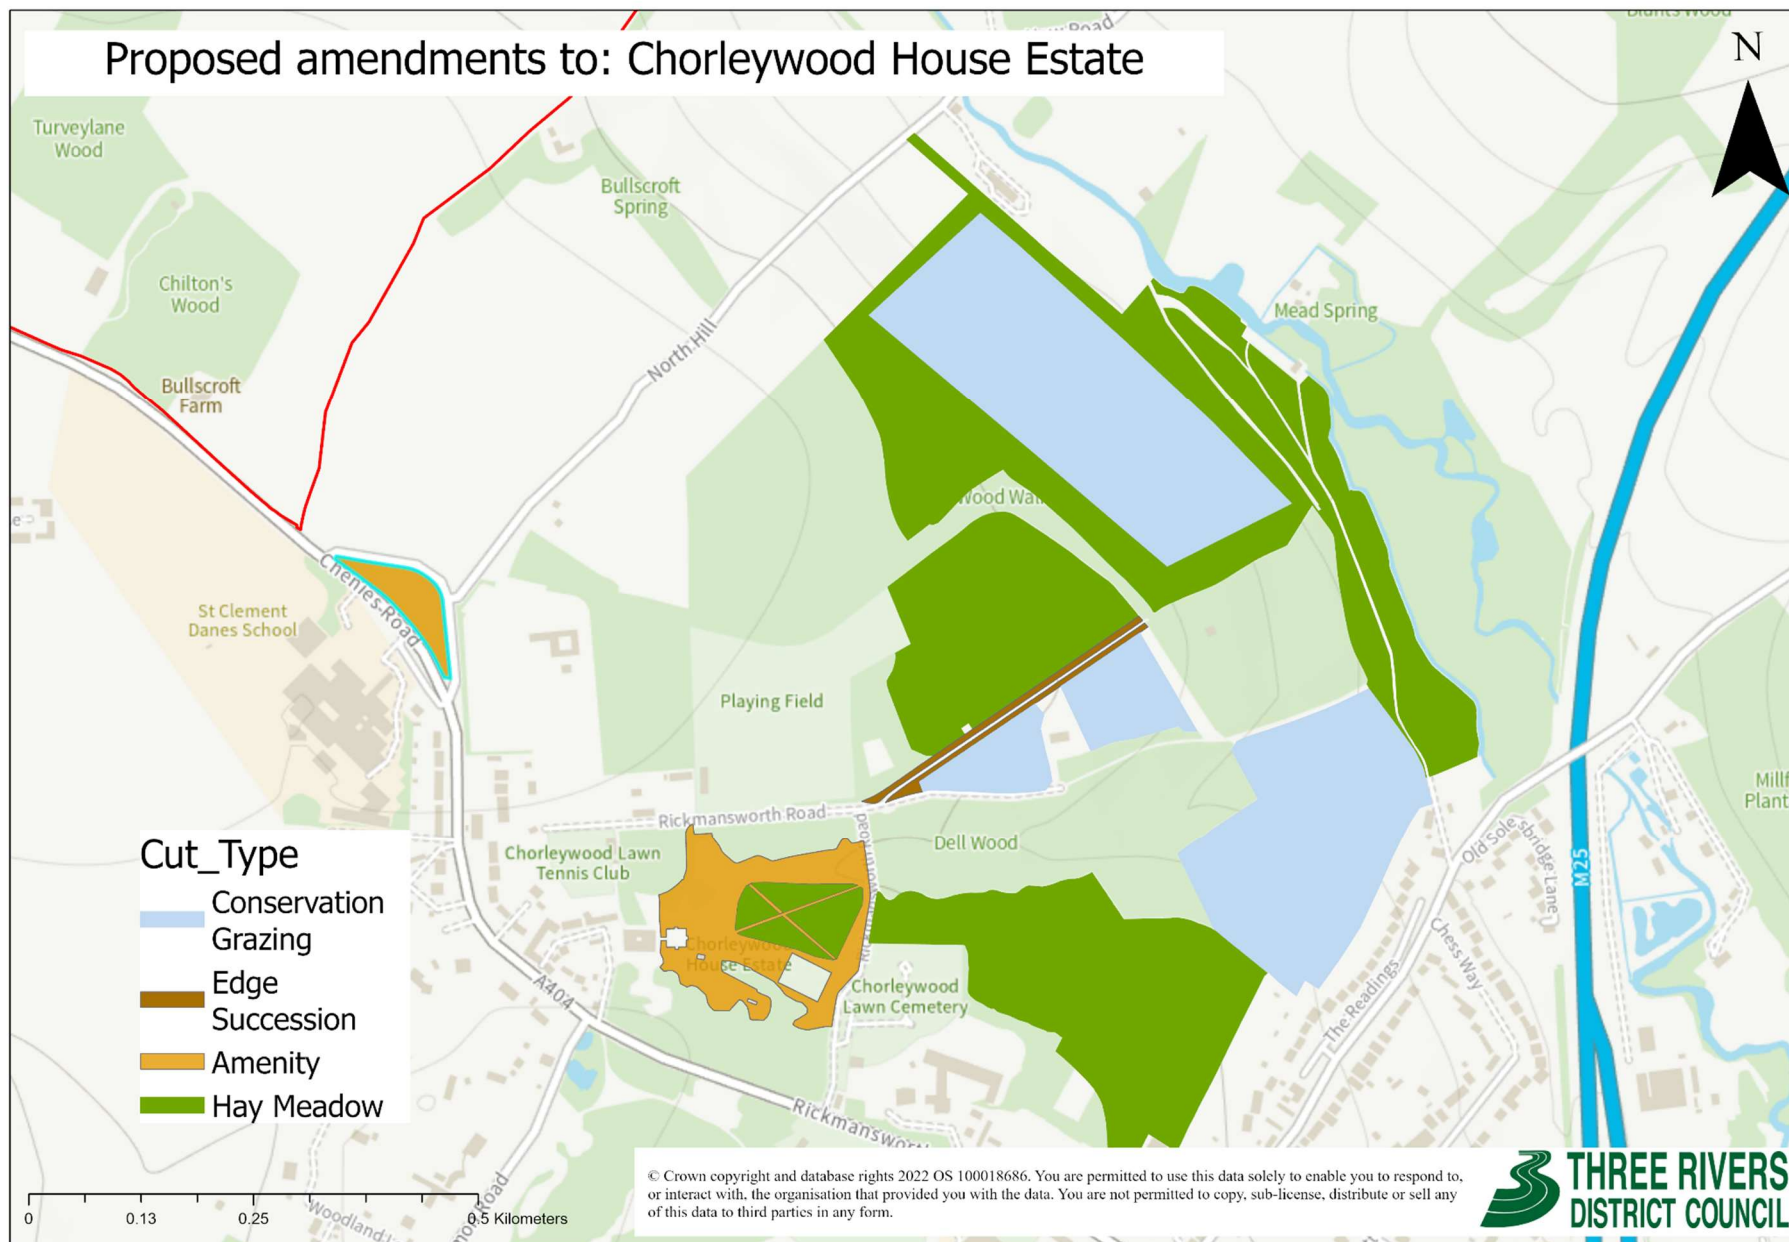 Proposed amendments to: Chorleywood House Estate
N
Turveylane
Wood
Bullscroft
Spring
Chilton's
Wood
Mead Spring
North Hill
Bullscroft
Farm
Chenies Road
St Clement
Danes School
Playing Field
Rickmansworth Road
Dell Wood
Old Solesbridge Lane
M25
Chorleywood Lawn
Tennis Club
Chorleywood
House Estate
Chorleywood
Lawn Cemetery
A404
The Readings
Chess Way
Cut_Type
Conservation
Grazing
Edge
Succession
Amenity
Hay Meadow
0 0.13 0.25 0.5 Kilometers
© Crown copyright and database rights 2022 OS 100018686. You are permitted to use this data solely to enable you to respond to,
or interact with, the organisation that provided you with the data. You are not permitted to copy, sub-license, distribute or sell any
of this data to third parties in any form.
THREE RIVERS
DISTRICT COUNCIL